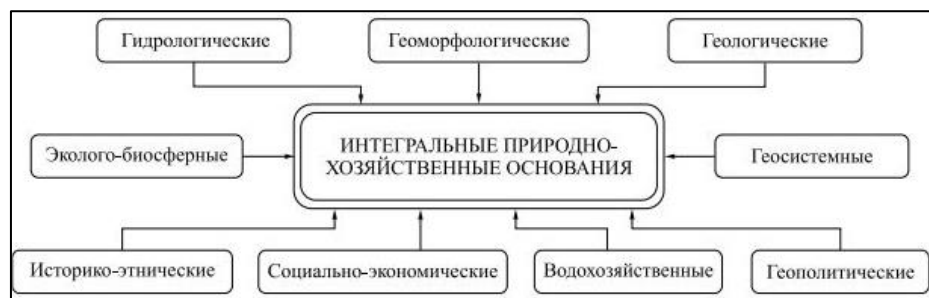 Гидрологические
Геоморфологические
Геологические
ИНТЕГРАЛЬНЫЕ ПРИРОДНО-
ХОЗЯЙСТВЕННЫЕ ОСНОВАНИЯ
Эколого-биосферные
Геосистемные
Историко-этнические
Социально-экономические
Водохозяйственные
Геополитические